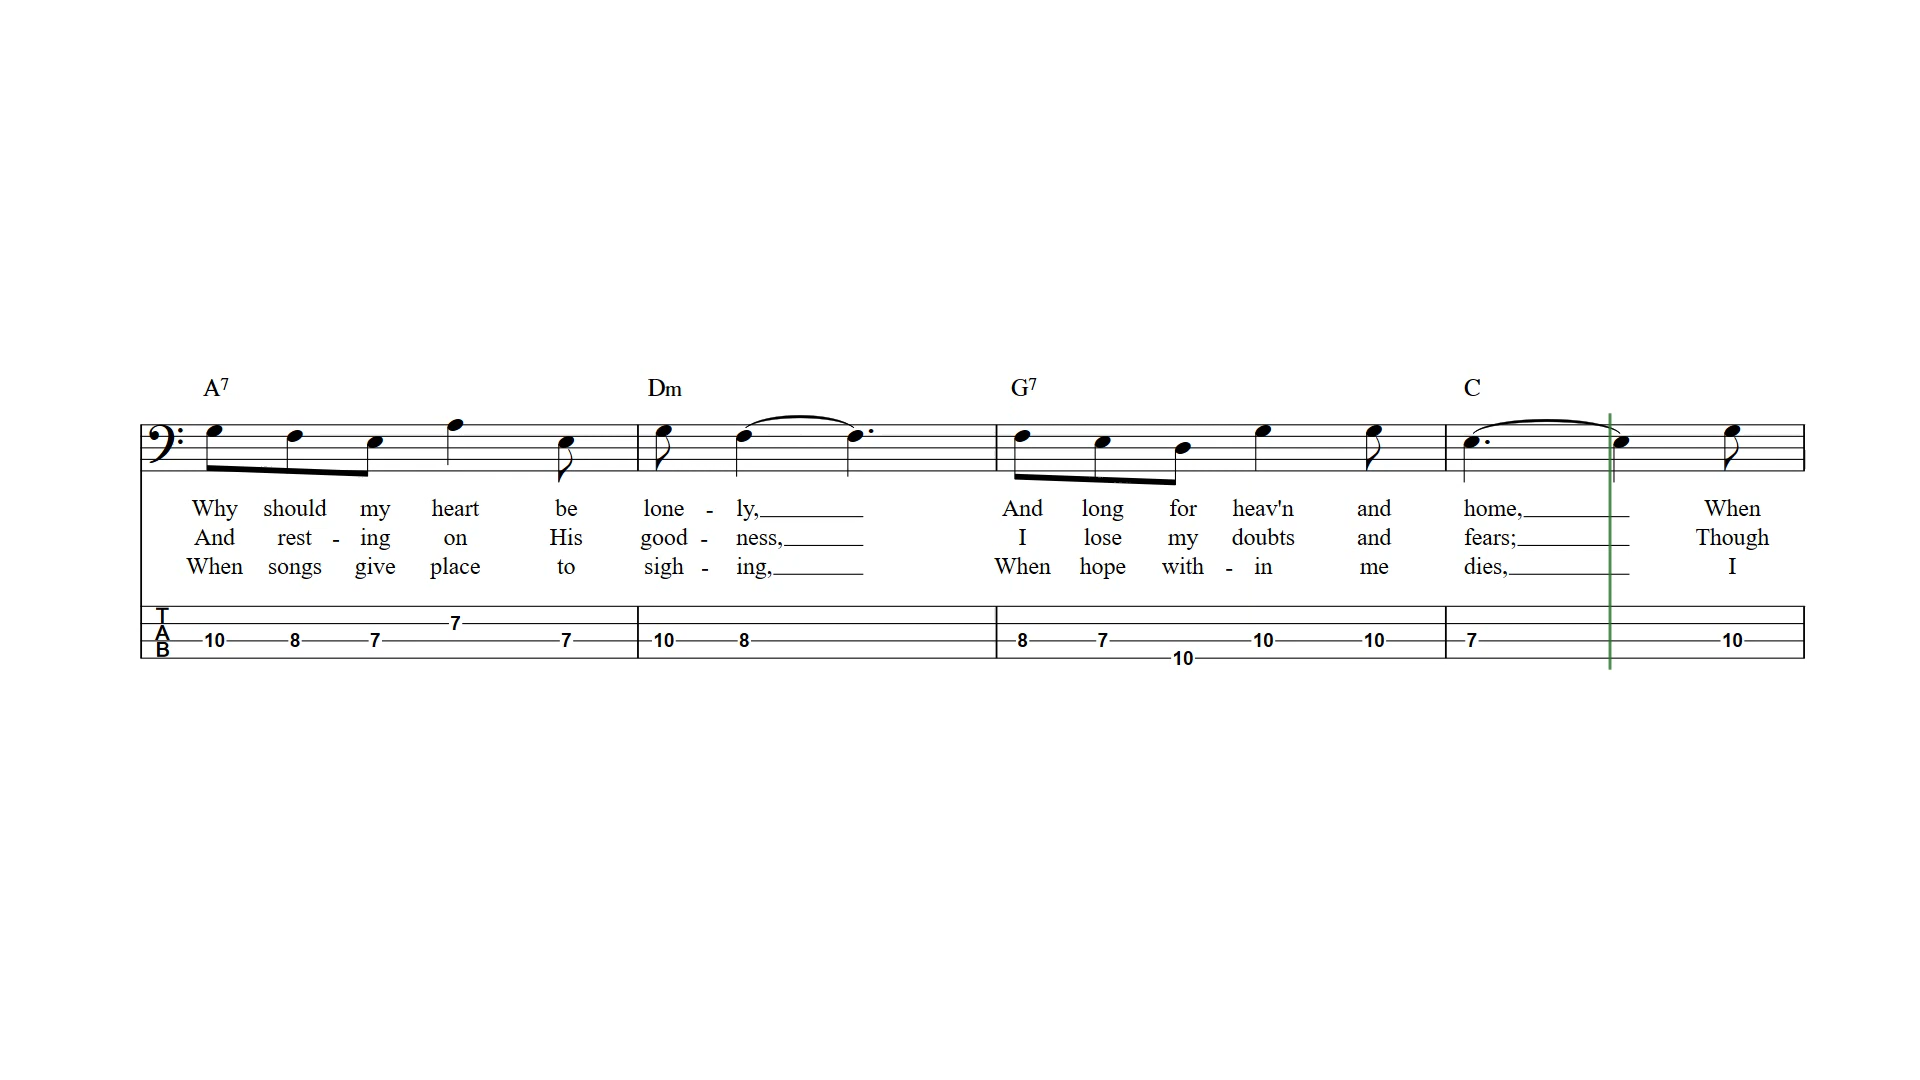 A7 Dm G7 C
Why should my heart be lone - ly, And long for heav'n and home, When
And rest - ing on His good - ness, I lose my doubts and fears; Though
When songs give place to sigh - ing, When hope with - in me dies, I
T
A
B
7
10 8 7 7 10 8 8 7 10 10 7 10
10